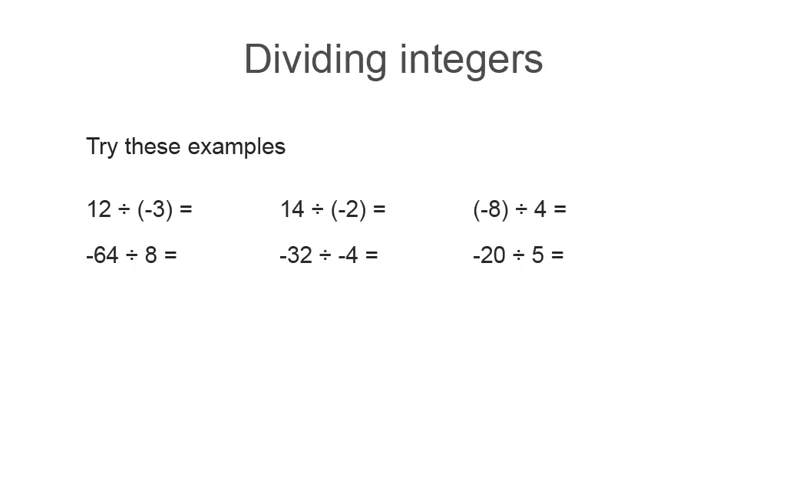 Dividing integers
Try these examples
12 ÷ (-3) = 14 ÷ (-2) = (-8) ÷ 4 =
-64 ÷ 8 = -32 ÷ -4 = -20 ÷ 5 =